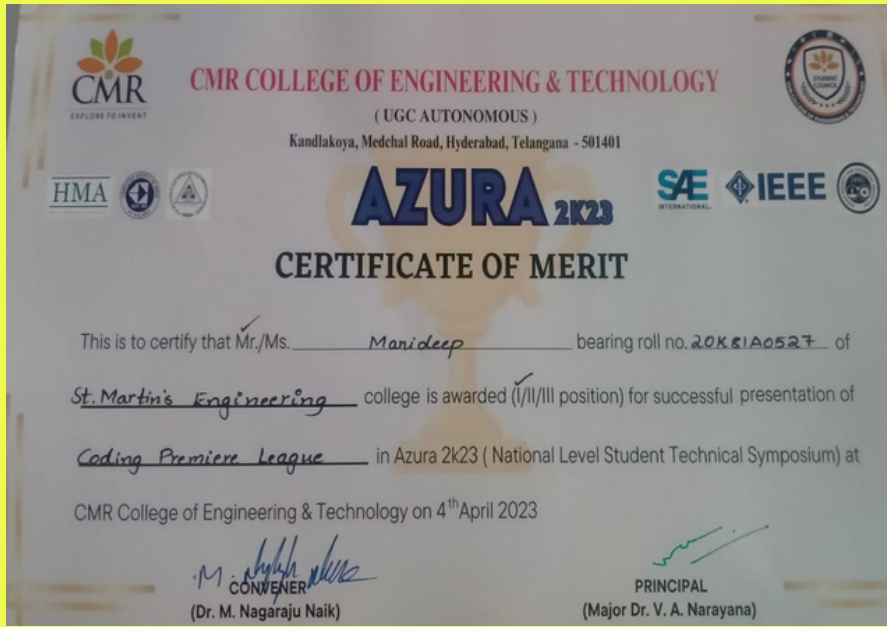 CMR
EXPLORE TO INVENT
CMR COLLEGE OF ENGINEERING & TECHNOLOGY
( UGC AUTONOMOUS )
Kandlakoya, Medchal Road, Hyderabad, Telangana - 501401
STUDENT COUNCIL
HMA
AZURA 2K23
SAE INTERNATIONAL
IEEE
CERTIFICATE OF MERIT
This is to certify that Mr./Ms. Manideep bearing roll no. 20K81A0527 of
St. Martin's Engineering college is awarded (I/II/III position) for successful presentation of
Coding Premiere League in Azura 2k23 ( National Level Student Technical Symposium) at
CMR College of Engineering & Technology on 4th April 2023
CONVENER
(Dr. M. Nagaraju Naik)
PRINCIPAL
(Major Dr. V. A. Narayana)